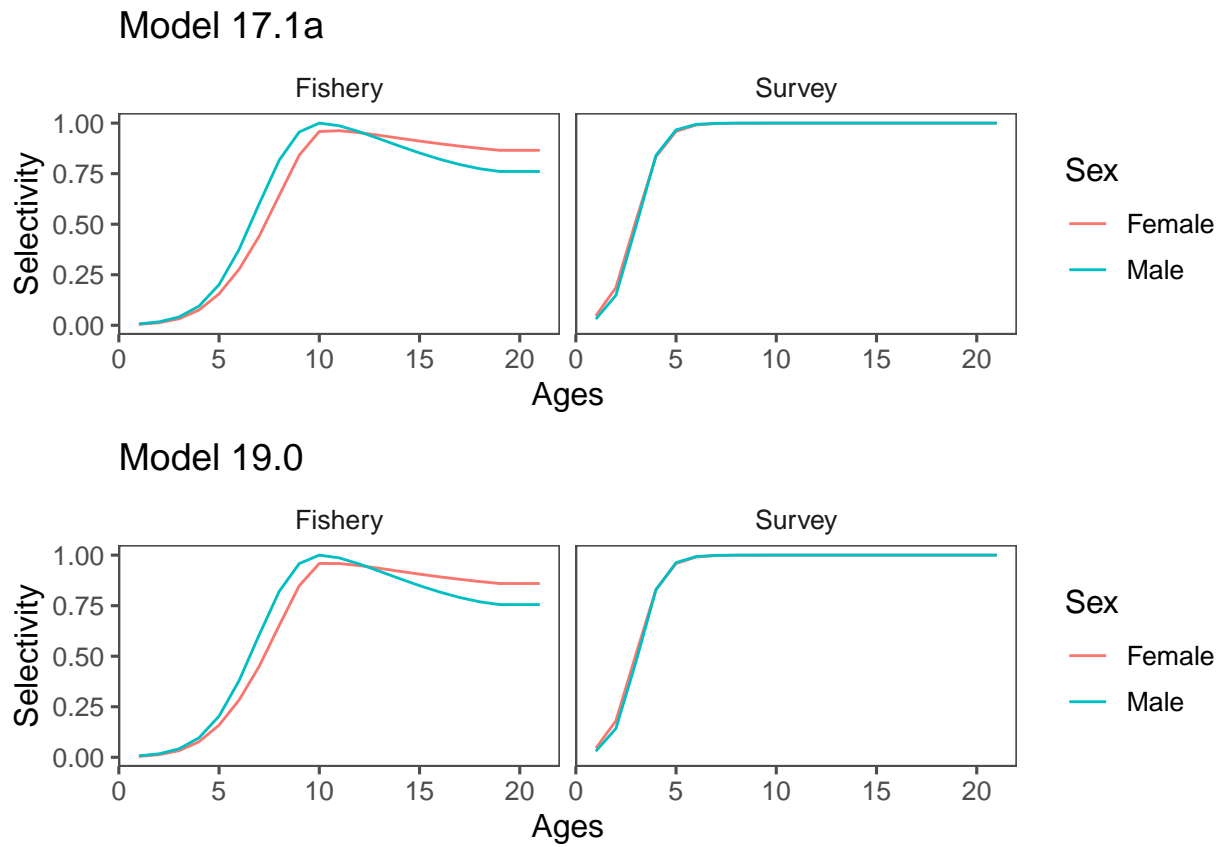 Model 17.1a
Fishery Survey
1.00
0.75
0.50
0.25
0.00
Selectivity
0 5 10 15 20 0 5 10 15 20
Ages
Sex
Female
Male
Model 19.0
Fishery Survey
1.00
0.75
0.50
0.25
0.00
Selectivity
0 5 10 15 20 0 5 10 15 20
Ages
Sex
Female
Male